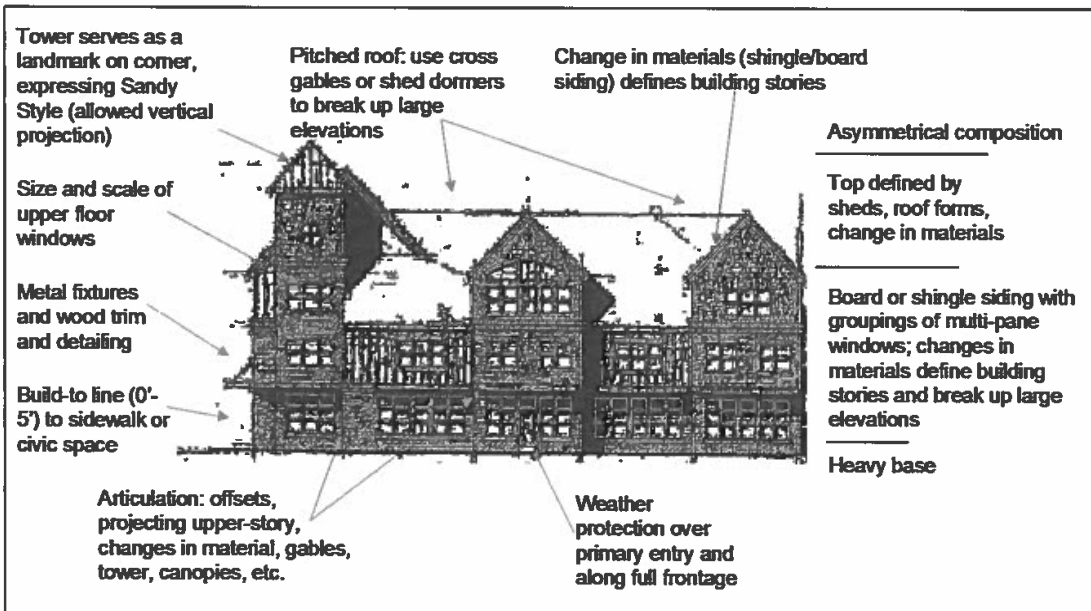 Tower serves as a
landmark on corner,
expressing Sandy
Style (allowed vertical
projection)
Pitched roof: use cross
gables or shed dormers
to break up large
elevations
Change in materials (shingle/board
siding) defines building stories
Size and scale of
upper floor
windows
Metal fixtures
and wood trim
and detailing
Build-to line (0'-
5') to sidewalk or
civic space
Asymmetrical composition
Top defined by
sheds, roof forms,
change in materials
Board or shingle siding with
groupings of multi-pane
windows; changes in
materials define building
stories and break up large
elevations
Heavy base
Articulation: offsets,
projecting upper-story,
changes in material, gables,
tower, canopies, etc.
Weather
protection over
primary entry and
along full frontage